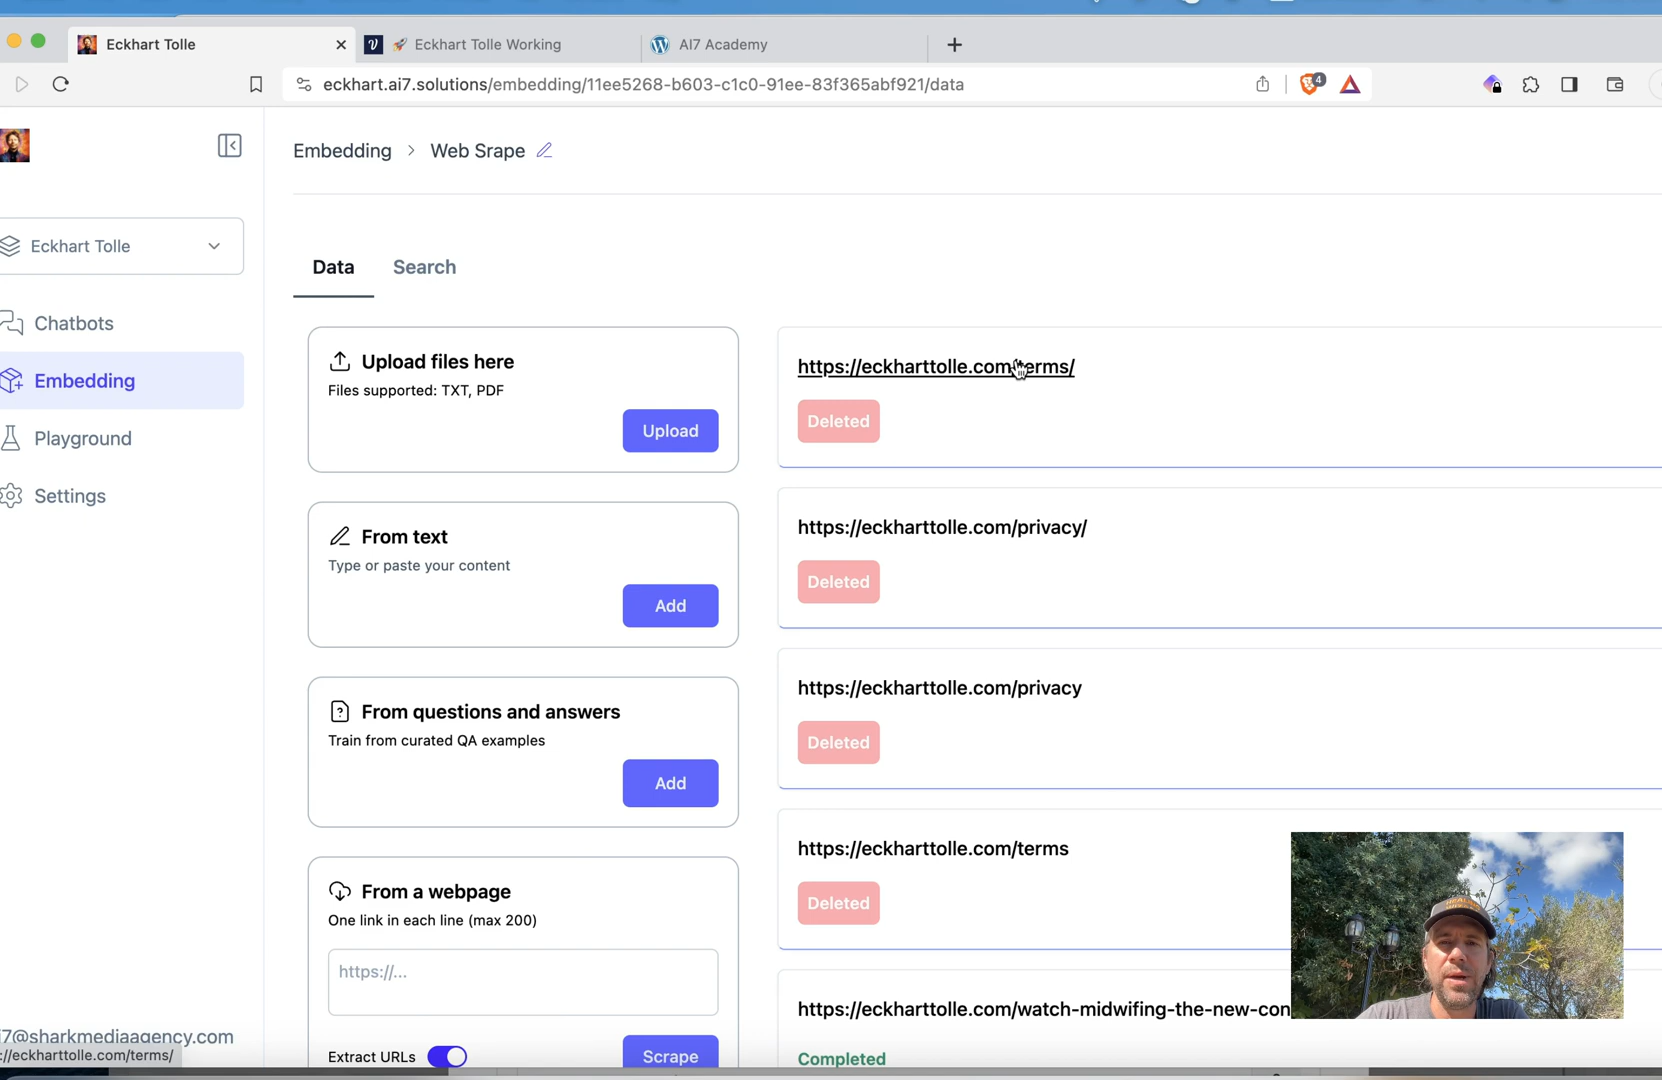 Eckhart Tolle
Eckhart Tolle Working
AI7 Academy
eckhart.ai7.solutions/embedding/11ee5268-b603-c1c0-91ee-83f365abf921/data
4
Embedding > Web Srape
Eckhart Tolle
Chatbots
Embedding
Playground
Settings
i7@sharkmediaagency.com
://eckharttolle.com/terms/
Data
Search
Upload files here
Files supported: TXT, PDF
Upload
From text
Type or paste your content
Add
From questions and answers
Train from curated QA examples
Add
From a webpage
One link in each line (max 200)
https://...
Extract URLs
Scrape
https://eckharttolle.com/terms/
Deleted
https://eckharttolle.com/privacy/
Deleted
https://eckharttolle.com/privacy
Deleted
https://eckharttolle.com/terms
Deleted
https://eckharttolle.com/watch-midwifing-the-new-con
Completed